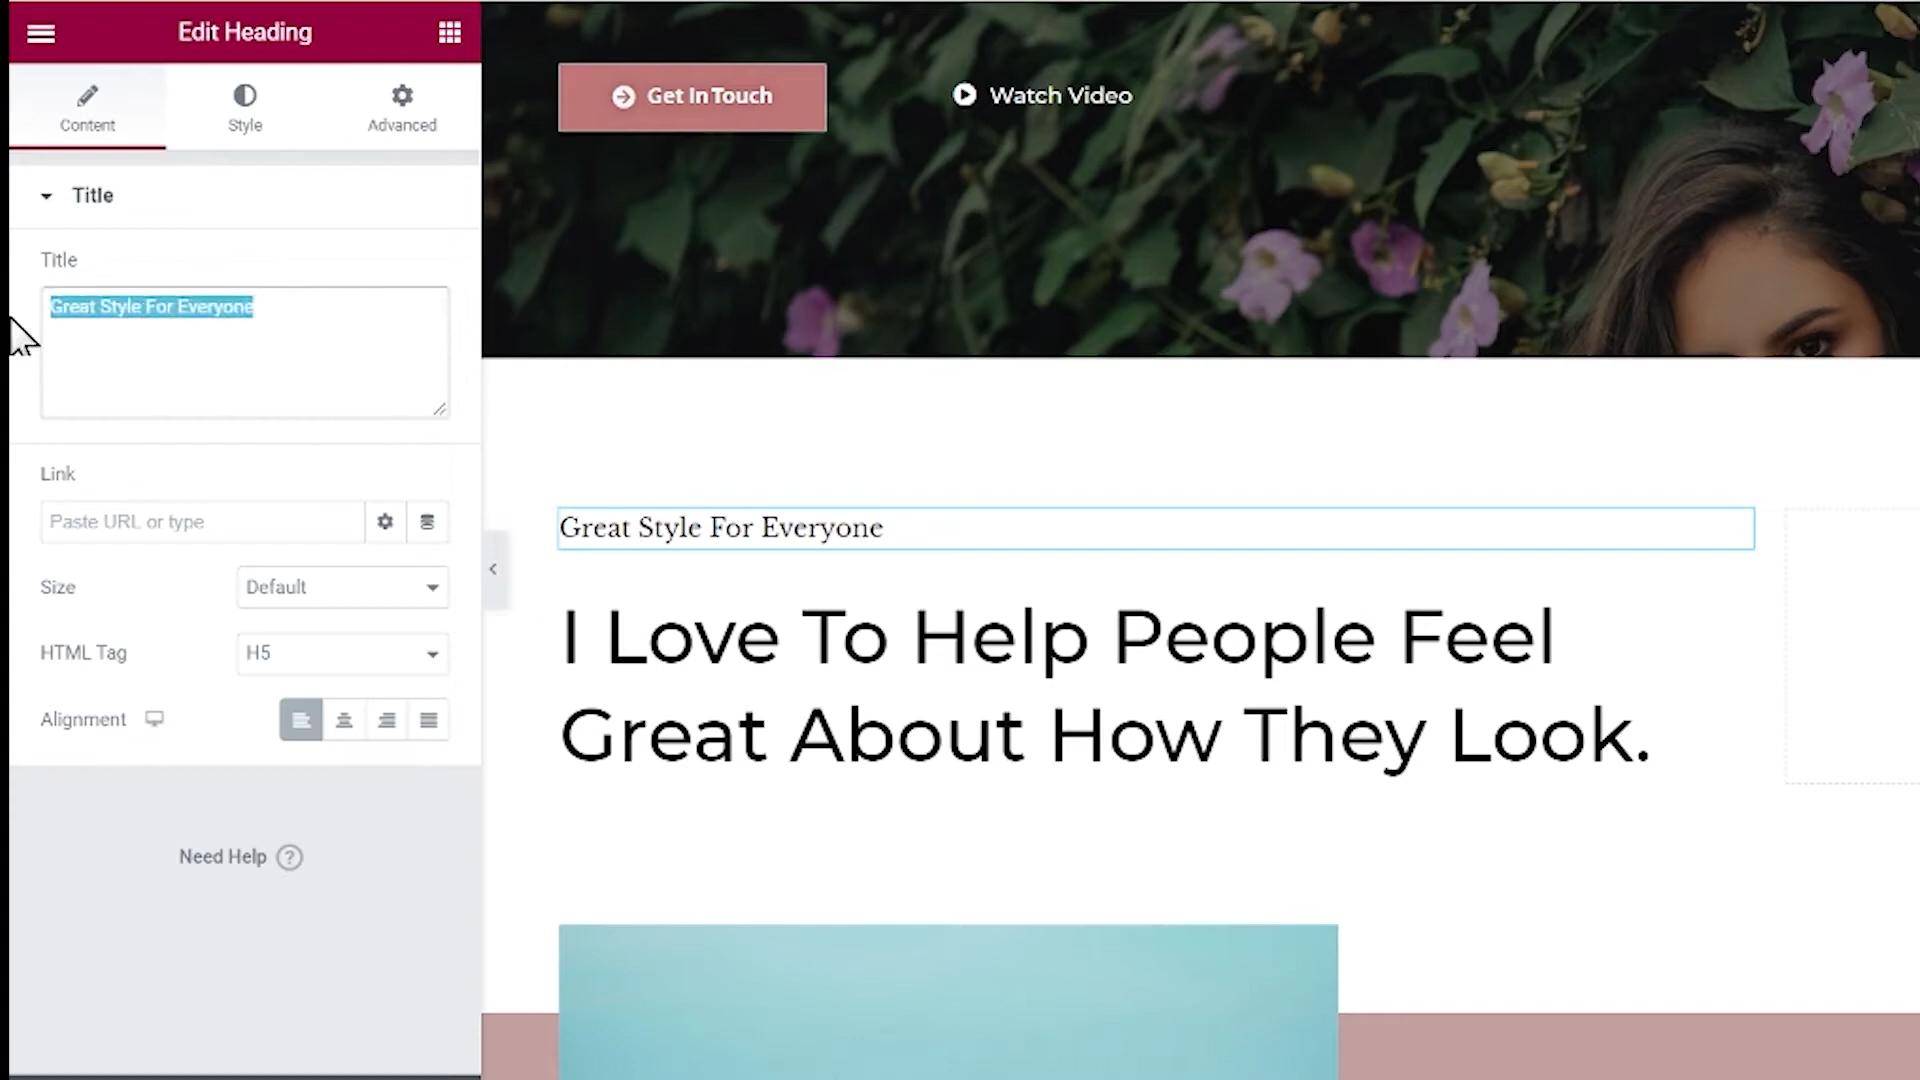 Edit Heading
Content
Style
Advanced
Title
Title
Great Style For Everyone
Link
Paste URL or type
Size
Default
HTML Tag
H5
Alignment
Need Help ?
Get In Touch
Watch Video
Great Style For Everyone
I Love To Help People Feel
Great About How They Look.